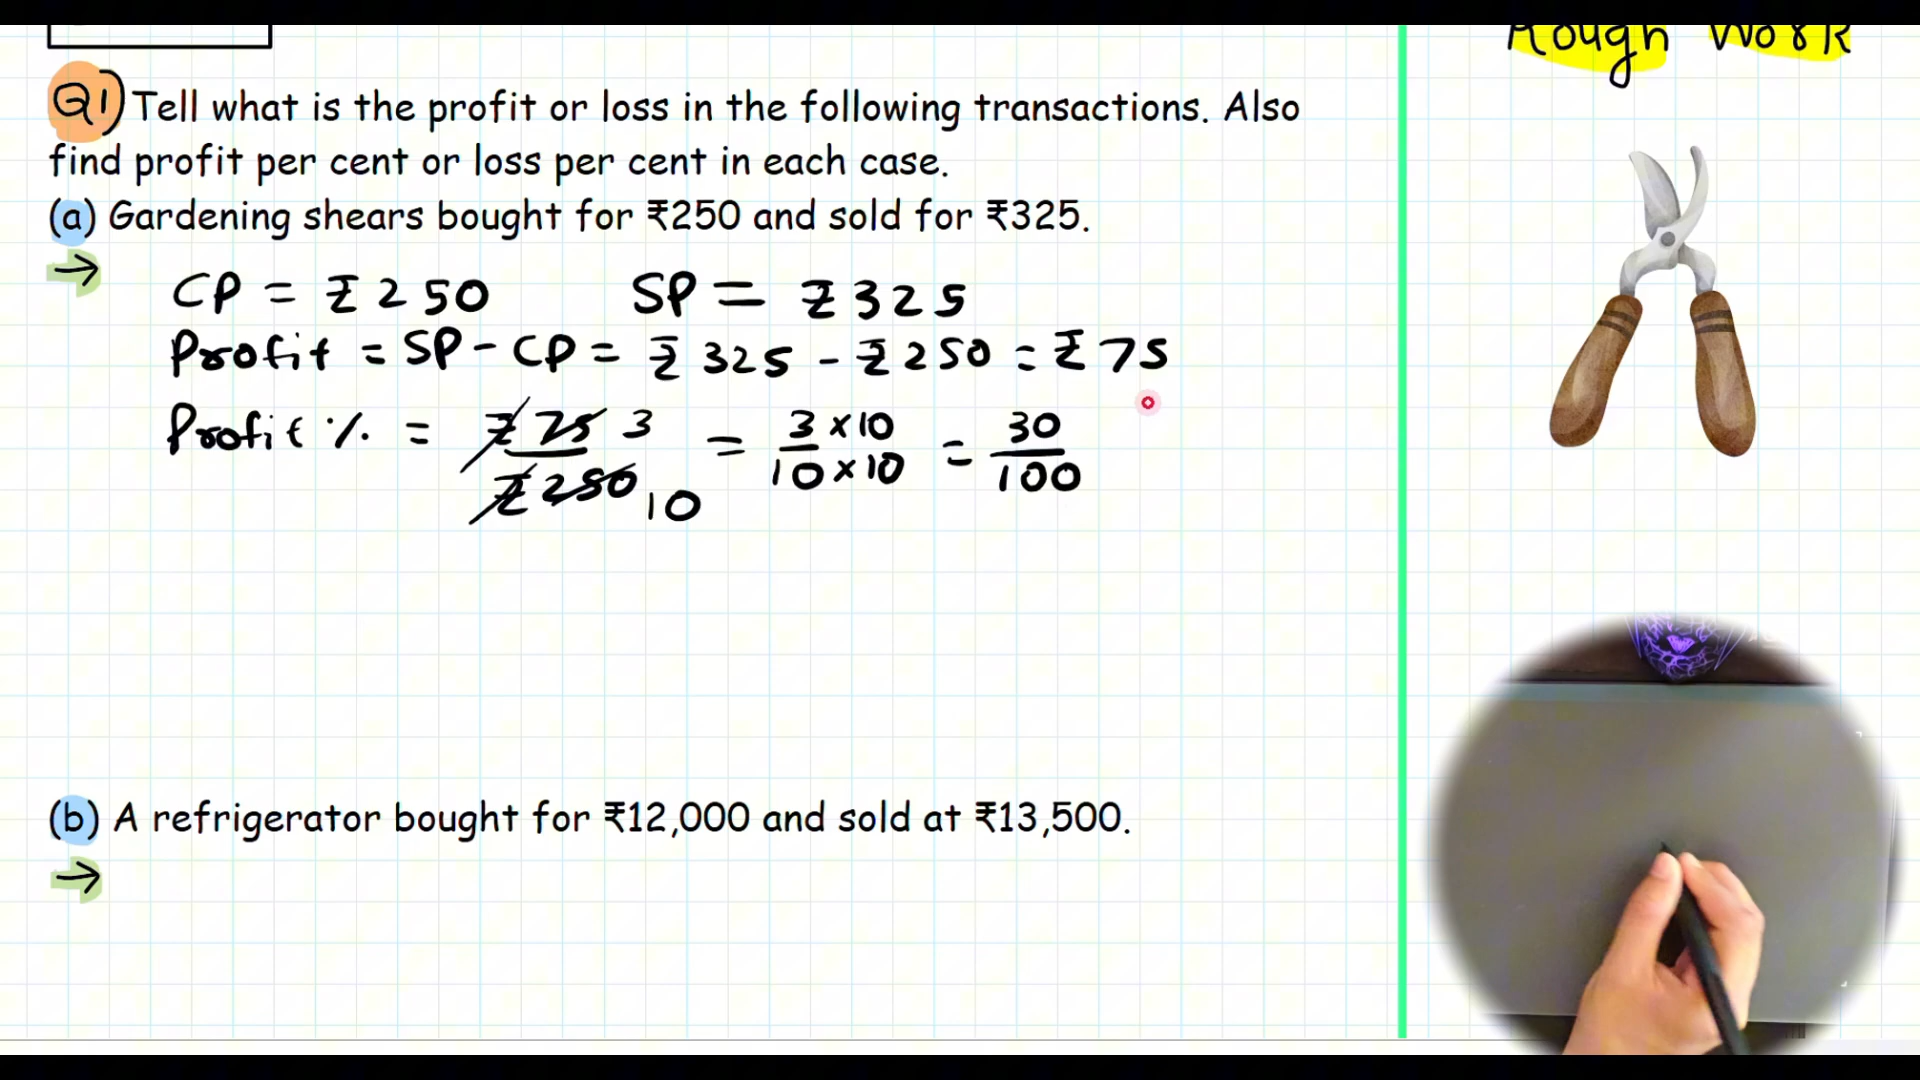 Rough Work
Q1) Tell what is the profit or loss in the following transactions. Also
find profit per cent or loss per cent in each case.
(a) Gardening shears bought for ₹250 and sold for ₹325.
→ CP = ₹250 SP = ₹325
Profit = SP - CP = ₹325 - ₹250 = ₹75
Profit % = ₹75 3 / ₹250 10 = 3 x 10 / 10 x 10 = 30 / 100
(b) A refrigerator bought for ₹12,000 and sold at ₹13,500.
→